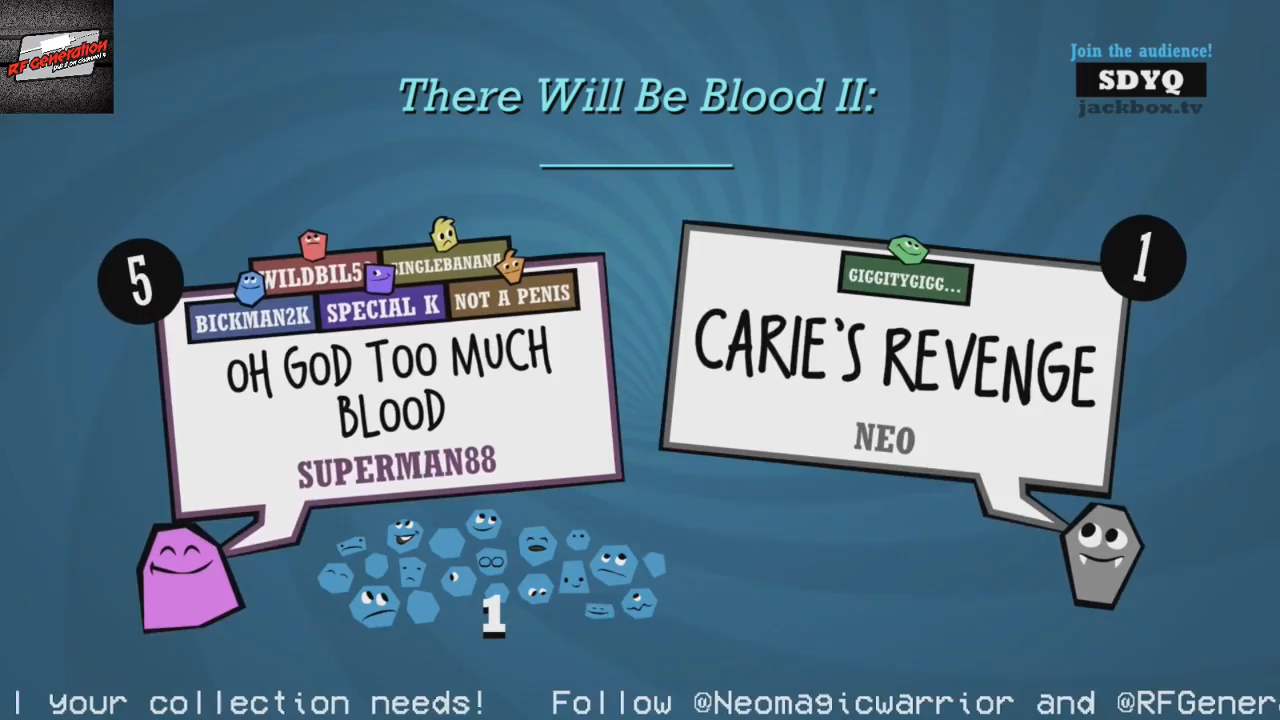 RF Generation
There Will Be Blood II:
Join the audience!
SDYQ
jackbox.tv
5
WILDBIL5
SINGLEBANANA
BICKMAN2K
SPECIAL K
NOT A PENIS
OH GOD TOO MUCH
BLOOD
SUPERMAN88
1
GIGGITYGIGG...
CARIE'S REVENGE
NEO
1
l your collection needs! Follow @Neomagicwarrior and @RFGener